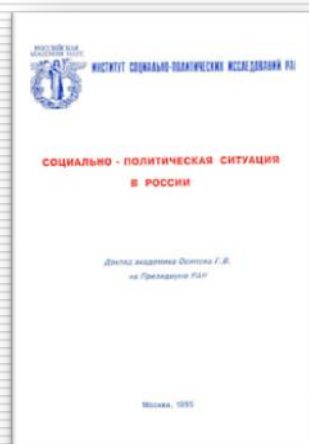 РОССИЙСКАЯ
АКАДЕМИЯ НАУК
ИНСТИТУТ СОЦИАЛЬНО-ПОЛИТИЧЕСКИХ ИССЛЕДОВАНИЙ РАН
СОЦИАЛЬНО - ПОЛИТИЧЕСКАЯ СИТУАЦИЯ
В РОССИИ
Доклад академика Осипова Г.В.
на Президиуме РАН
Москва, 1995